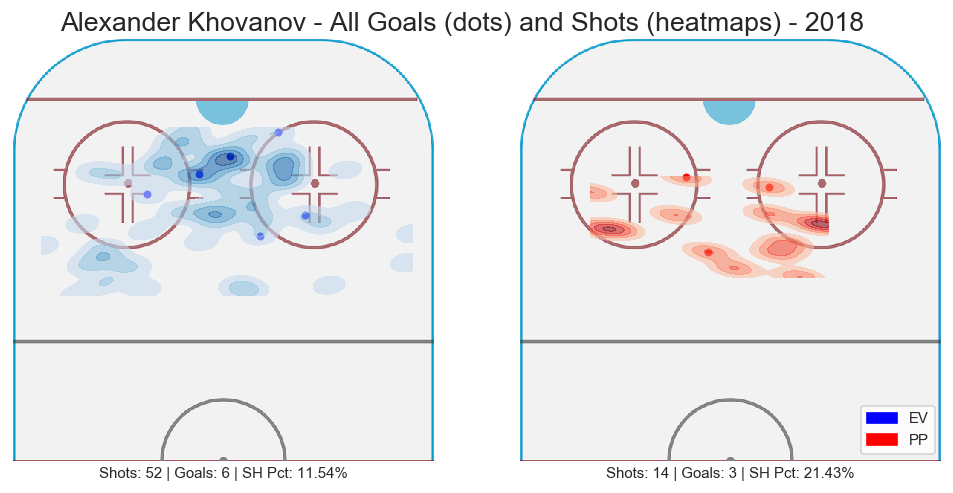 Alexander Khovanov - All Goals (dots) and Shots (heatmaps) - 2018
EV
PP
Shots: 52 | Goals: 6 | SH Pct: 11.54%
Shots: 14 | Goals: 3 | SH Pct: 21.43%